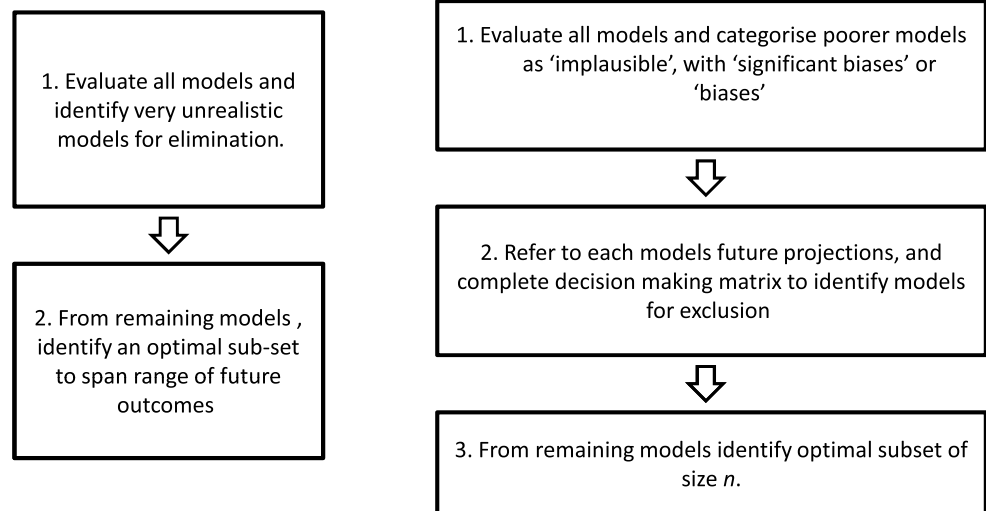 1. Evaluate all models and
identify very unrealistic
models for elimination.
2. From remaining models ,
identify an optimal sub-set
to span range of future
outcomes
1. Evaluate all models and categorise poorer models
as ‘implausible’, with ‘significant biases’ or
‘biases’
2. Refer to each models future projections, and
complete decision making matrix to identify models
for exclusion
3. From remaining models identify optimal subset of
size n.